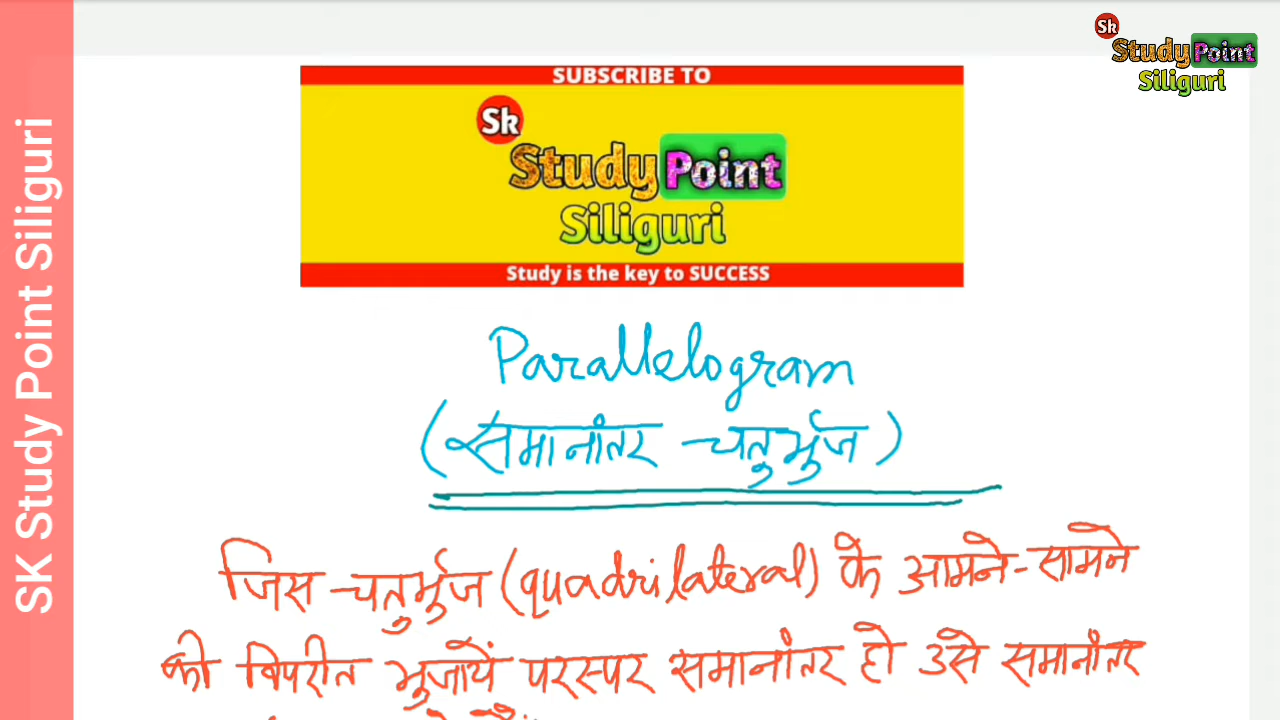 SK Study Point Siliguri
Sk
Study Point
Siliguri
SUBSCRIBE TO
Sk
Study Point
Siliguri
Study is the key to SUCCESS
Parallelogram
(समानांतर चतुर्भुज)
जिस चतुर्भुज (quadrilateral) के आमने-सामने
की विपरीत भुजायें परस्पर समानांतर हो उसे समानांतर